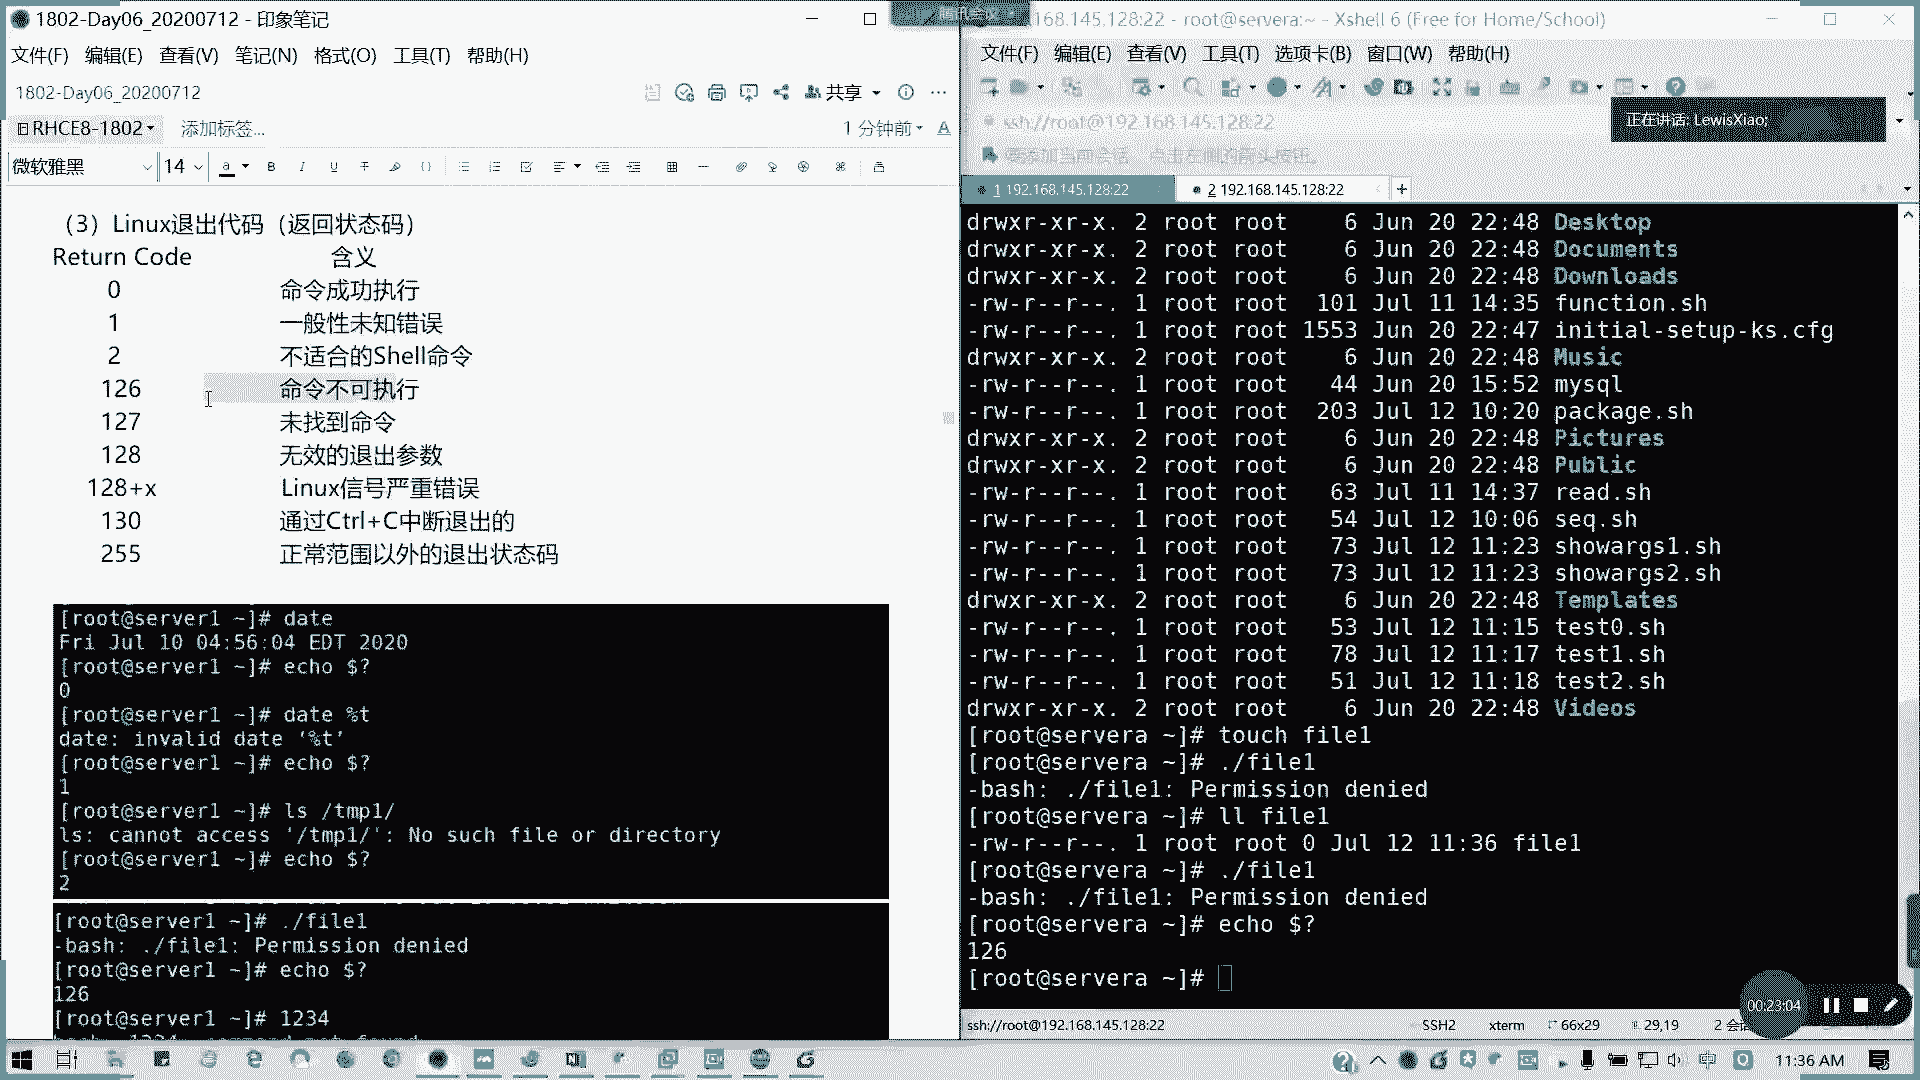 1802-Day06_20200712 - 印象笔记
文件(F) 编辑(E) 查看(V) 笔记(N) 格式(O) 工具(T) 帮助(H)
1802-Day06_20200712
共享
RHCE8-1802 添加标签...
1 分钟前
微软雅黑 14
（3）Linux退出代码（返回状态码）
Return Code 含义
0 命令成功执行
1 一般性未知错误
2 不适合的Shell命令
126 命令不可执行
127 未找到命令
128 无效的退出参数
128+x Linux信号严重错误
130 通过Ctrl+C中断退出的
255 正常范围以外的退出状态码
[root@server1 ~]# date
Fri Jul 10 04:56:04 EDT 2020
[root@server1 ~]# echo $?
0
[root@server1 ~]# date %t
date: invalid date ‘%t’
[root@server1 ~]# echo $?
1
[root@server1 ~]# ls /tmp1/
ls: cannot access '/tmp1/': No such file or directory
[root@server1 ~]# echo $?
2
[root@server1 ~]# ./file1
-bash: ./file1: Permission denied
[root@server1 ~]# echo $?
126
[root@server1 ~]# 1234
168.145.128:22 - root@servera:~ - Xshell 6 (Free for Home/School)
文件(F) 编辑(E) 查看(V) 工具(T) 选项卡(B) 窗口(W) 帮助(H)
ssh://root@192.168.145.128:22
正在讲话: LewisXiao;
要添加当前会话，点击左侧的箭头按钮。
1 192.168.145.128:22 2 192.168.145.128:22
drwxr-xr-x. 2 root root 6 Jun 20 22:48 Desktop
drwxr-xr-x. 2 root root 6 Jun 20 22:48 Documents
drwxr-xr-x. 2 root root 6 Jun 20 22:48 Downloads
-rw-r--r--. 1 root root 101 Jul 11 14:35 function.sh
-rw-r--r--. 1 root root 1553 Jun 20 22:47 initial-setup-ks.cfg
drwxr-xr-x. 2 root root 6 Jun 20 22:48 Music
-rw-r--r--. 1 root root 44 Jun 20 15:52 mysql
-rw-r--r--. 1 root root 203 Jul 12 10:20 package.sh
drwxr-xr-x. 2 root root 6 Jun 20 22:48 Pictures
drwxr-xr-x. 2 root root 6 Jun 20 22:48 Public
-rw-r--r--. 1 root root 63 Jul 11 14:37 read.sh
-rw-r--r--. 1 root root 54 Jul 12 10:06 seq.sh
-rw-r--r--. 1 root root 73 Jul 12 11:23 showargs1.sh
-rw-r--r--. 1 root root 73 Jul 12 11:23 showargs2.sh
drwxr-xr-x. 2 root root 6 Jun 20 22:48 Templates
-rw-r--r--. 1 root root 53 Jul 12 11:15 test0.sh
-rw-r--r--. 1 root root 78 Jul 12 11:17 test1.sh
-rw-r--r--. 1 root root 51 Jul 12 11:18 test2.sh
drwxr-xr-x. 2 root root 6 Jun 20 22:48 Videos
[root@servera ~]# touch file1
[root@servera ~]# ./file1
-bash: ./file1: Permission denied
[root@servera ~]# ll file1
-rw-r--r--. 1 root root 0 Jul 12 11:36 file1
[root@servera ~]# ./file1
-bash: ./file1: Permission denied
[root@servera ~]# echo $?
126
[root@servera ~]#
00:23:04
ssh://root@192.168.145.128:22 SSH2 xterm 66x29 29,19 2 会
中 11:36 AM